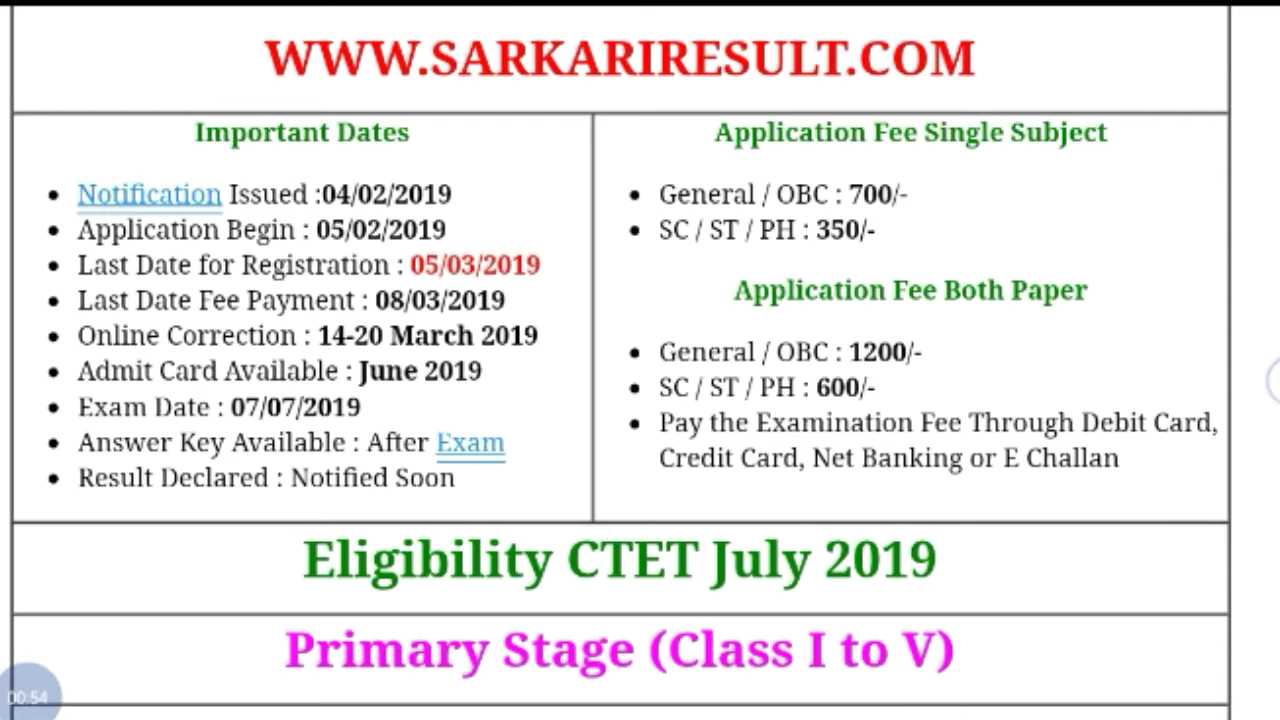 WWW.SARKARIRESULT.COM
Important Dates
Notification Issued :04/02/2019
Application Begin : 05/02/2019
Last Date for Registration : 05/03/2019
Last Date Fee Payment : 08/03/2019
Online Correction : 14-20 March 2019
Admit Card Available : June 2019
Exam Date : 07/07/2019
Answer Key Available : After Exam
Result Declared : Notified Soon
Application Fee Single Subject
General / OBC : 700/-
SC / ST / PH : 350/-
Application Fee Both Paper
General / OBC : 1200/-
SC / ST / PH : 600/-
Pay the Examination Fee Through Debit Card,
Credit Card, Net Banking or E Challan
Eligibility CTET July 2019
Primary Stage (Class I to V)
00:54